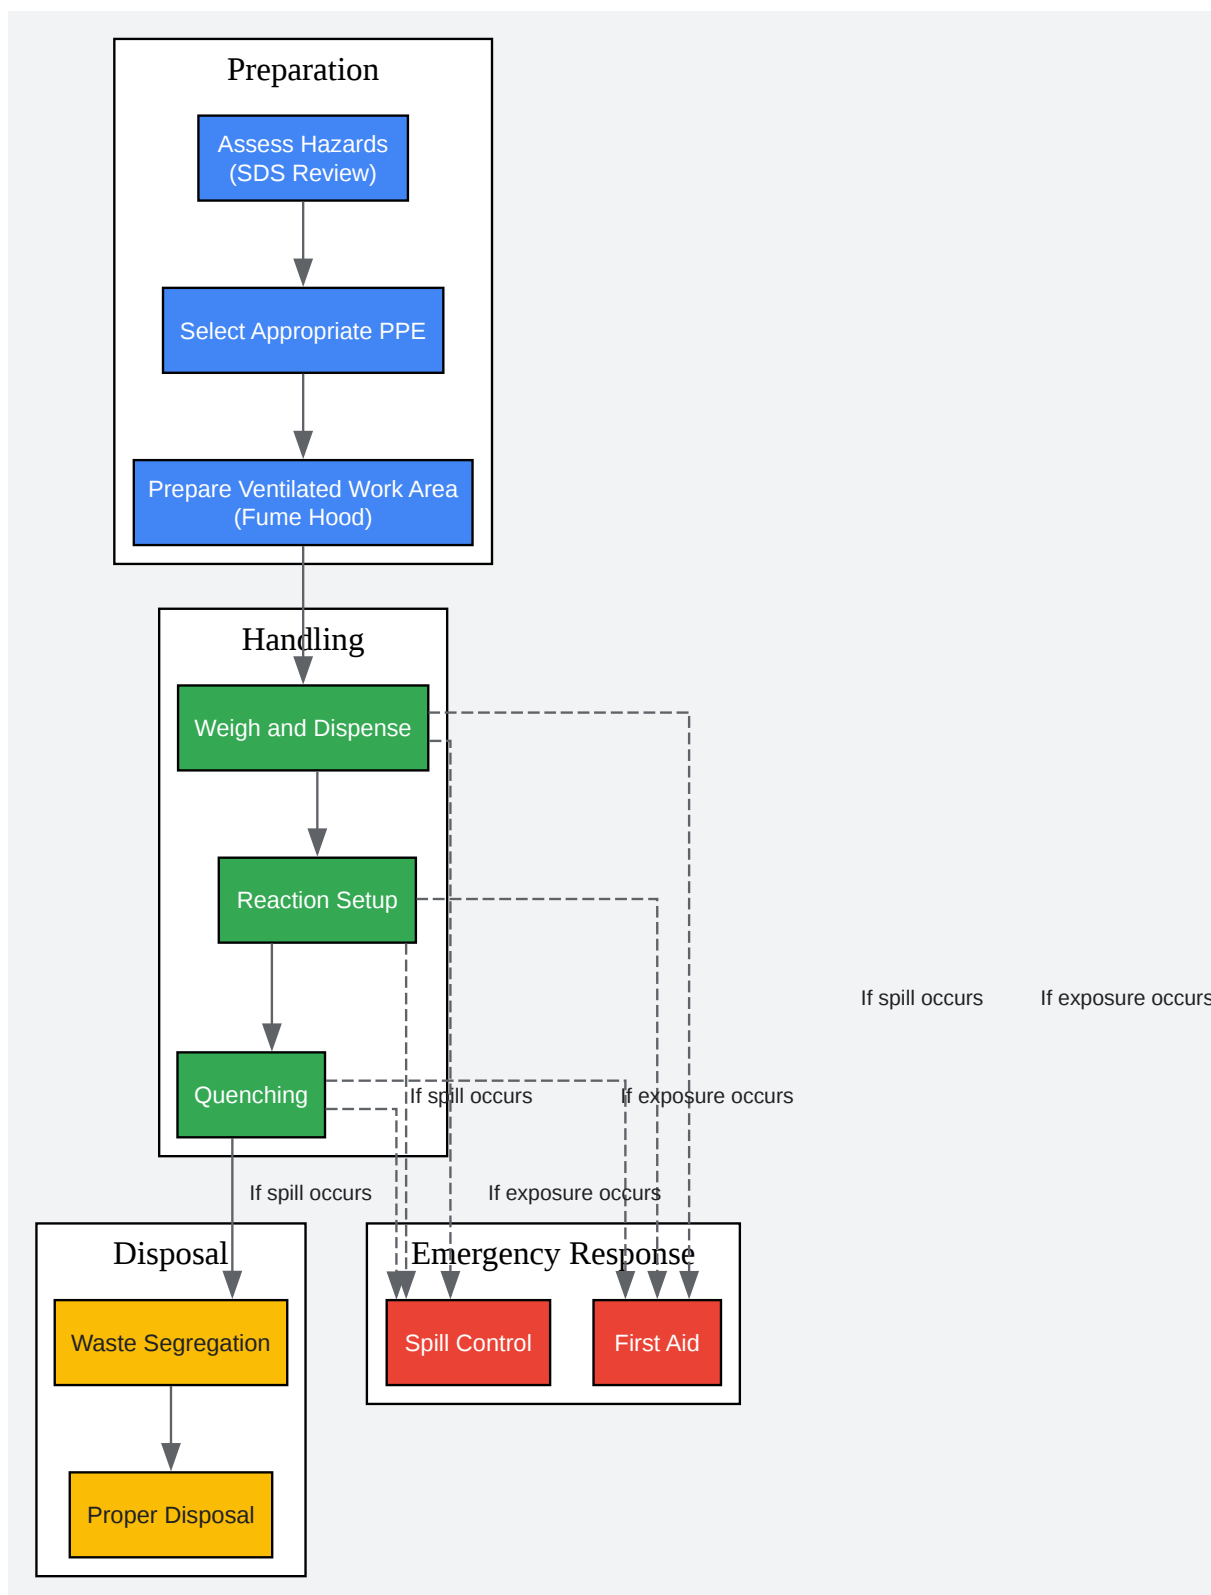 Preparation
Assess Hazards
(SDS Review)
Select Appropriate PPE
Prepare Ventilated Work Area
(Fume Hood)
Handling
Weigh and Dispense
Reaction Setup
If spill occurs
If exposure occurs
Quenching
If spill occurs
If exposure occurs
If spill occurs
If exposure occurs
Disposal
Emergency Response
Waste Segregation
Spill Control
First Aid
Proper Disposal